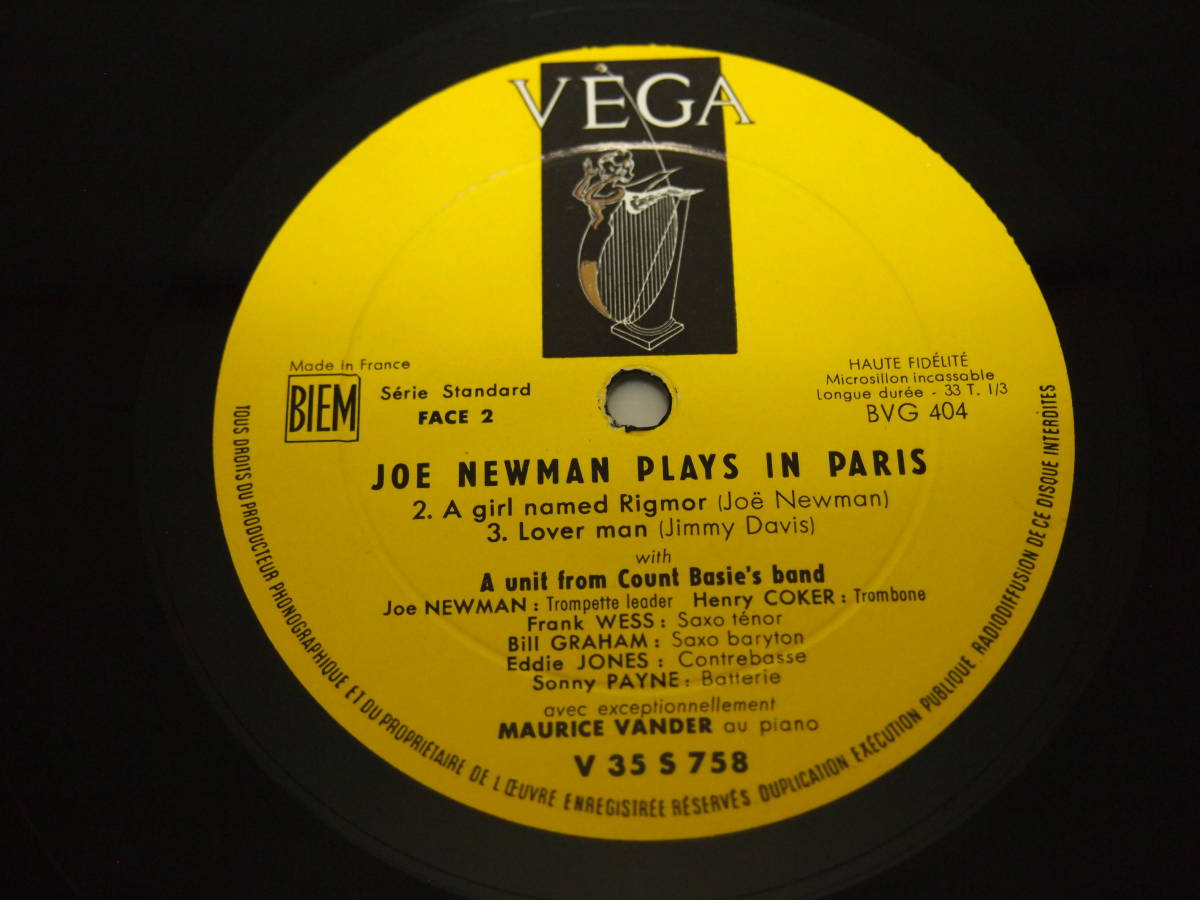 VÈGA
Made In France
BIEM
Série Standard
FACE 2
HAUTE FIDÉLITÉ
Microsillon incassable
Longue durée - 33 T. 1/3
BVG 404
JOE NEWMAN PLAYS IN PARIS
2. A girl named Rigmor (Joë Newman)
3. Lover man (Jimmy Davis)
with
A unit from Count Basie's band
Joe NEWMAN : Trompette leader Henry COKER : Trombone
Frank WESS : Saxo ténor
Bill GRAHAM : Saxo baryton
Eddie JONES : Contrebasse
Sonny PAYNE : Batterie
avec exceptionnellement
MAURICE VANDER au piano
V 35 S 758
TOUS DROITS DU PRODUCTEUR PHONOGRAPHIQUE ET DU PROPRIÉTAIRE DE L'ŒUVRE ENREGISTRÉE RÉSERVÉS DUPLICATION EXÉCUTION PUBLIQUE RADIODIFFUSION DE CE DISQUE INTERDITES